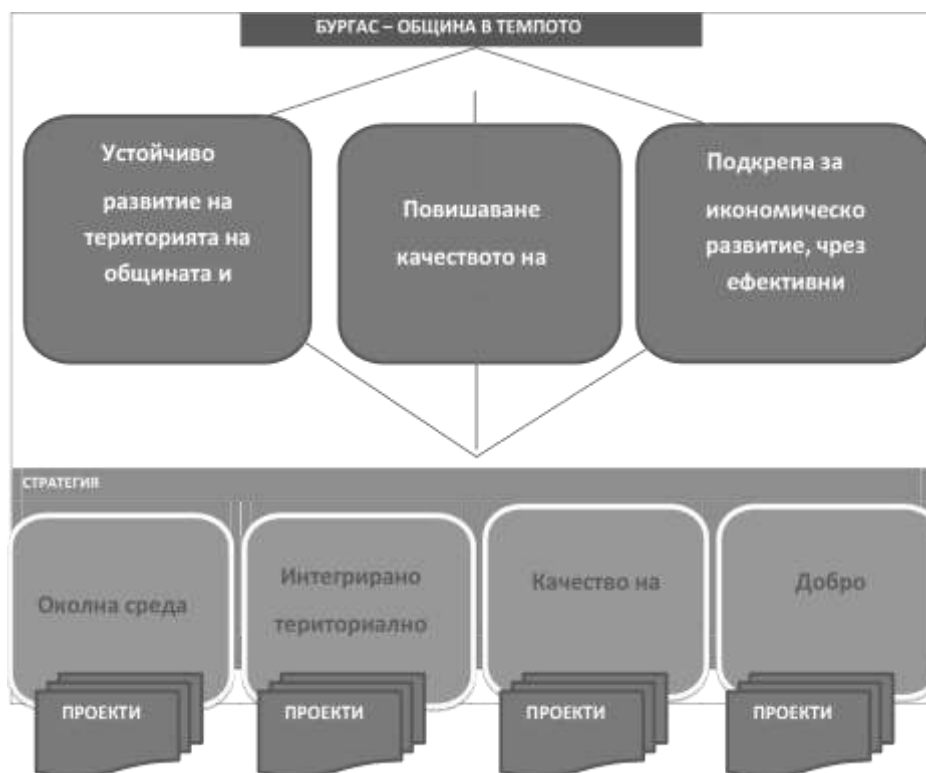 БУРГАС – ОБЩИНА В ТЕМПОТО
Устойчиво
развитие на
територията на
общината и
Повишаване
качеството на
Подкрепа за
икономическо
развитие, чрез
ефективни
СТРАТЕГИЯ
Околна среда
Интегрирано
териториално
Качество на
Добро
ПРОЕКТИ
ПРОЕКТИ
ПРОЕКТИ
ПРОЕКТИ